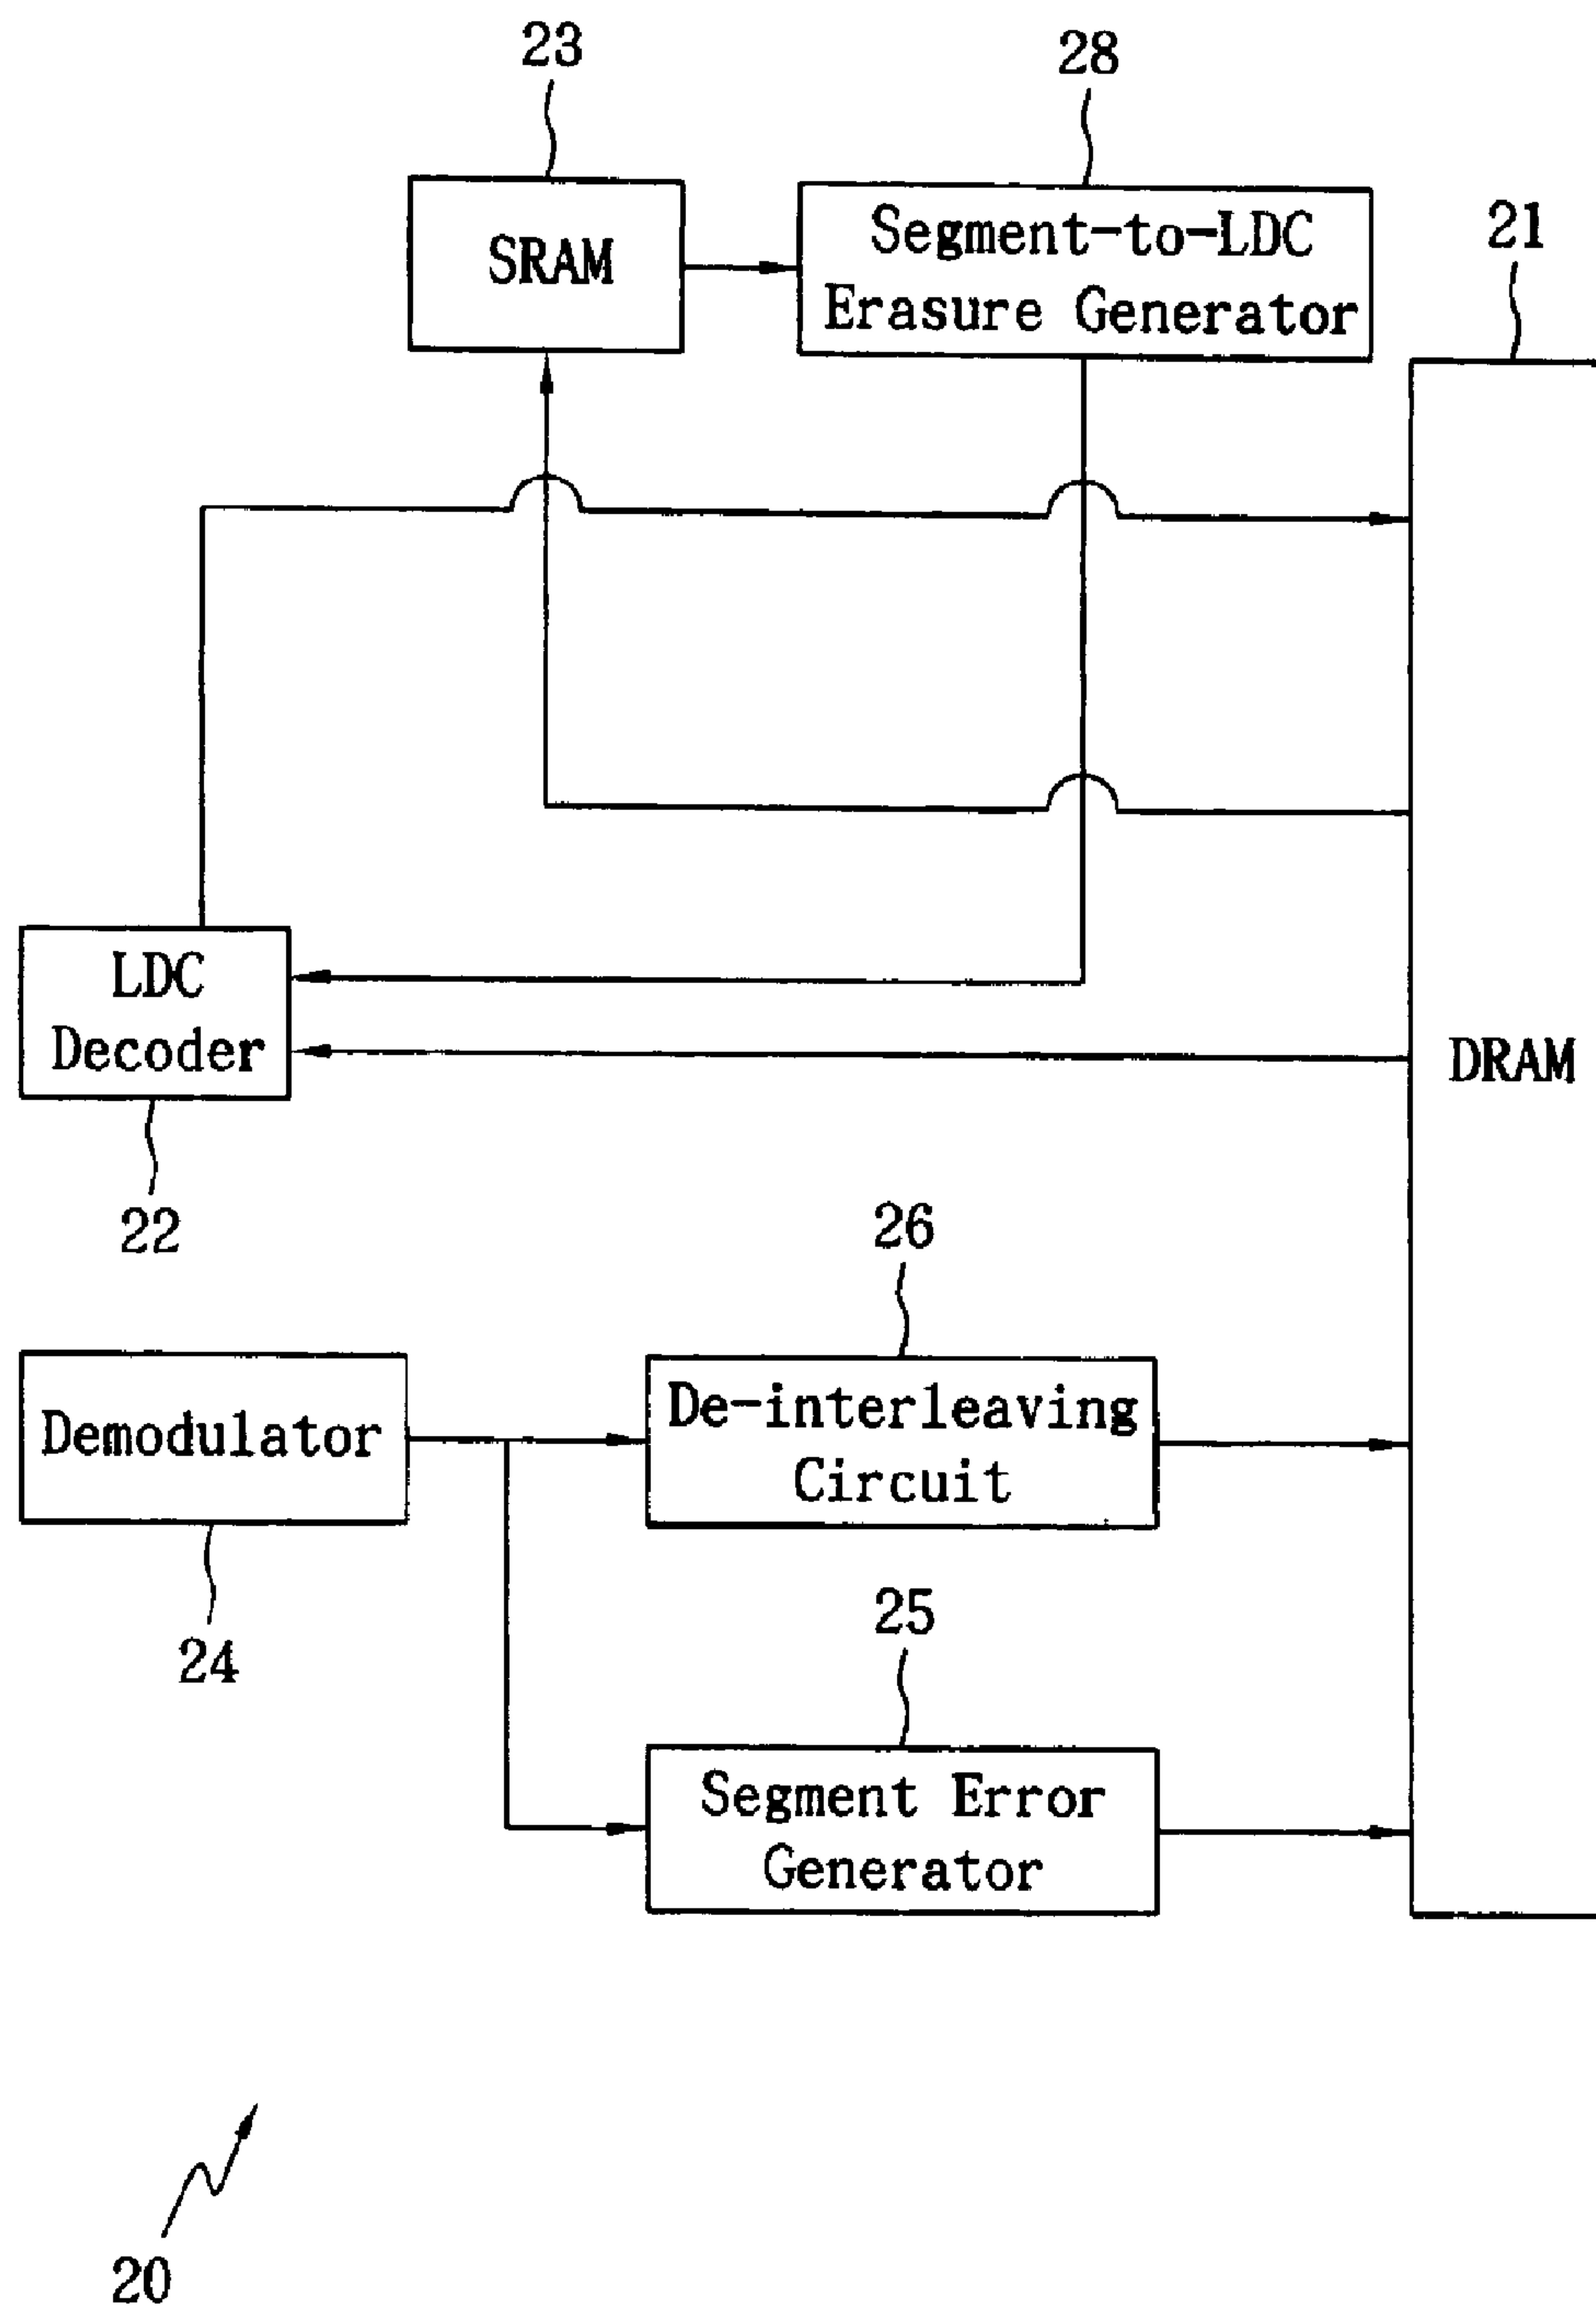 23
28
SRAM
Segment-to-LDC
Erasure Generator
21
LDC
Decoder
DRAM
22
26
Demodulator
De-interleaving
Circuit
24
25
Segment Error
Generator
20